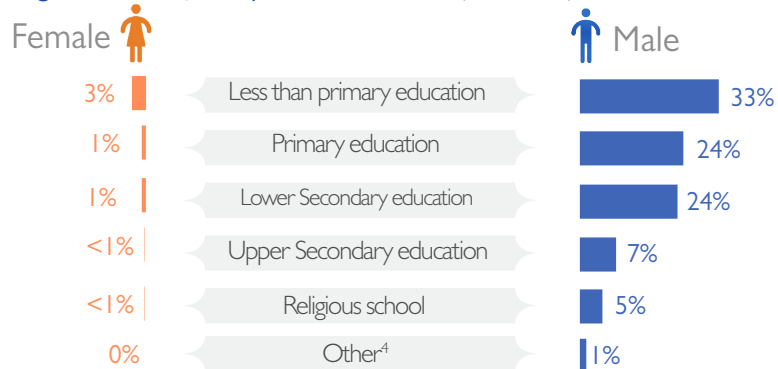 Female Male
3% Less than primary education 33%
1% Primary education 24%
1% Lower Secondary education 24%
<1% Upper Secondary education 7%
<1% Religious school 5%
0% Other⁴ 1%